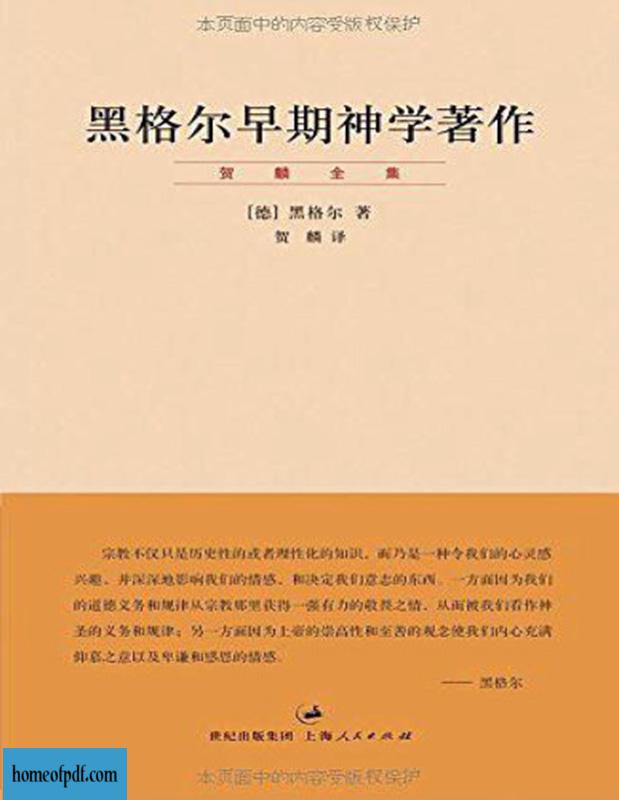 本页面中的内容受版权保护
黑格尔早期神学著作
贺麟全集
[德] 黑格尔 著
贺 麟 译
宗教不仅只是历史性的或者理性化的知识，而乃是一种令我们的心灵感
兴趣、并深深地影响我们的情感、和决定我们意志的东西。一方面因为我们
的道德义务和规律从宗教那里获得一强有力的敬畏之情，从而被我们看作神
圣的义务和规律；另一方面因为上帝的崇高性和至善的观念使我们内心充满
仰慕之意以及卑谦和感恩的情感。
—— 黑格尔
世纪出版集团 上海人民出版社
homeofpdf.com
本页面中的内容受版权保护